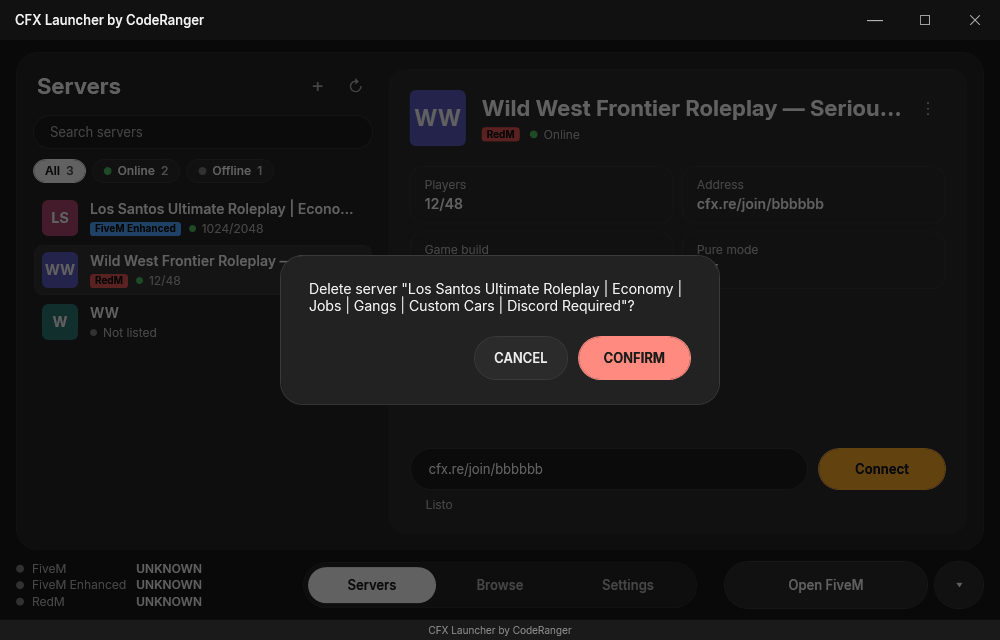 CFX Launcher by CodeRanger
Servers
Search servers
All 3
Online 2
Offline 1
LS
Los Santos Ultimate Roleplay | Econo...
FiveM Enhanced
1024/2048
WW
Wild West Frontier Roleplay —
RedM
12/48
W
WW
Not listed
WW
Wild West Frontier Roleplay — Seriou...
RedM
Online
Players
12/48
Address
cfx.re/join/bbbbbb
Game build
Pure mode
Delete server "Los Santos Ultimate Roleplay | Economy |
Jobs | Gangs | Custom Cars | Discord Required"?
CANCEL
CONFIRM
cfx.re/join/bbbbbb
Connect
Listo
FiveM UNKNOWN
FiveM Enhanced UNKNOWN
RedM UNKNOWN
Servers
Browse
Settings
Open FiveM
CFX Launcher by CodeRanger